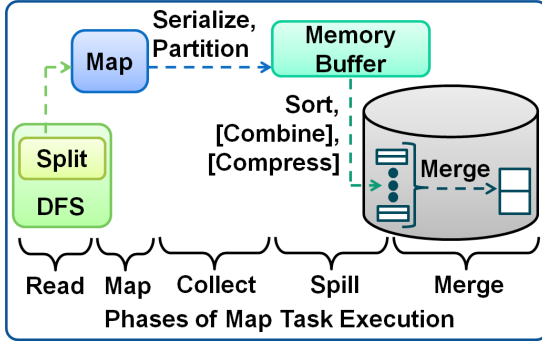 Serialize,
Partition
Map
Memory
Buffer
Sort,
[Combine],
[Compress]
Split
DFS
Merge
Read Map Collect Spill Merge
Phases of Map Task Execution